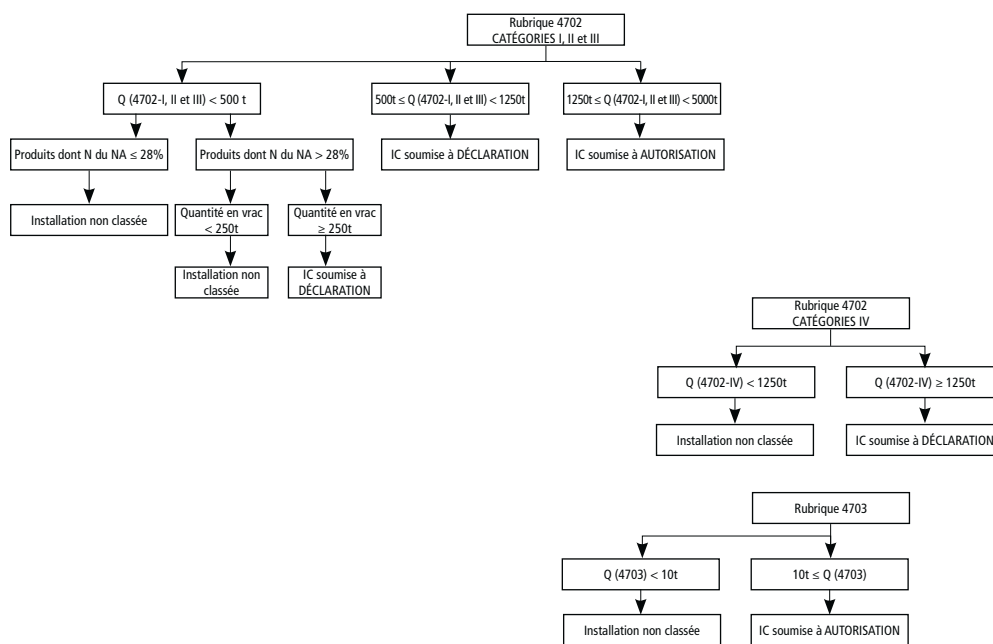 Rubrique 4702
CATÉGORIES I, II et III
Q (4702-I, II et III) < 500 t
500t ≤ Q (4702-I, II et III) < 1250t
1250t ≤ Q (4702-I, II et III) < 5000t
Produits dont N du NA ≤ 28%
Produits dont N du NA > 28%
IC soumise à DÉCLARATION
IC soumise à AUTORISATION
Installation non classée
Quantité en vrac
< 250t
Quantité en vrac
≥ 250t
Installation non
classée
IC soumise à
DÉCLARATION
Rubrique 4702
CATÉGORIES IV
Q (4702-IV) < 1250t
Q (4702-IV) ≥ 1250t
Installation non classée
IC soumise à DÉCLARATION
Rubrique 4703
Q (4703) < 10t
10t ≤ Q (4703)
Installation non classée
IC soumise à AUTORISATION